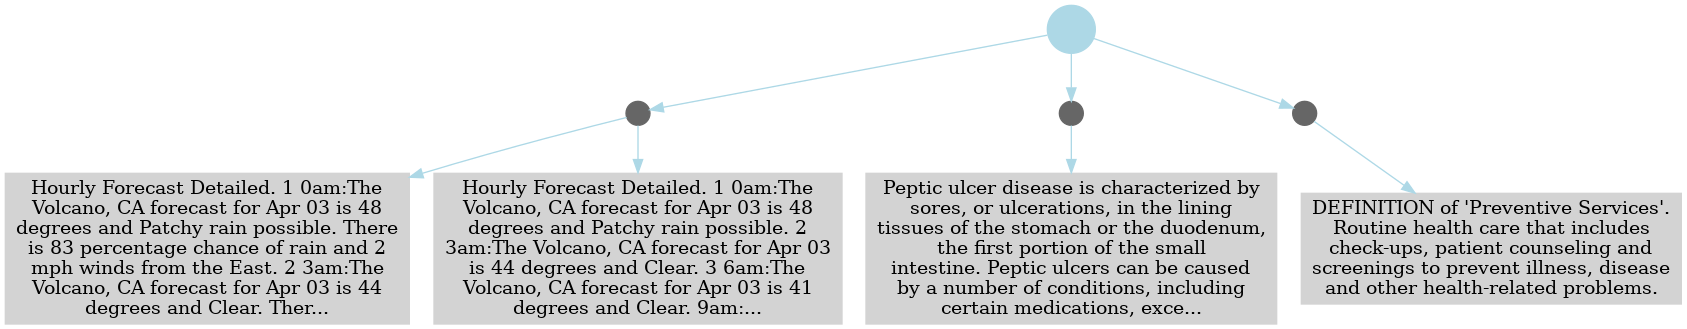 Hourly Forecast Detailed. 1 0am:The
Volcano, CA forecast for Apr 03 is 48
degrees and Patchy rain possible. There
is 83 percentage chance of rain and 2
mph winds from the East. 2 3am:The
Volcano, CA forecast for Apr 03 is 44
degrees and Clear. Ther...
Hourly Forecast Detailed. 1 0am:The
Volcano, CA forecast for Apr 03 is 48
degrees and Patchy rain possible. 2
3am:The Volcano, CA forecast for Apr 03
is 44 degrees and Clear. 3 6am:The
Volcano, CA forecast for Apr 03 is 41
degrees and Clear. 9am:...
Peptic ulcer disease is characterized by
sores, or ulcerations, in the lining
tissues of the stomach or the duodenum,
the first portion of the small
intestine. Peptic ulcers can be caused
by a number of conditions, including
certain medications, exce...
DEFINITION of 'Preventive Services'.
Routine health care that includes
check-ups, patient counseling and
screenings to prevent illness, disease
and other health-related problems.